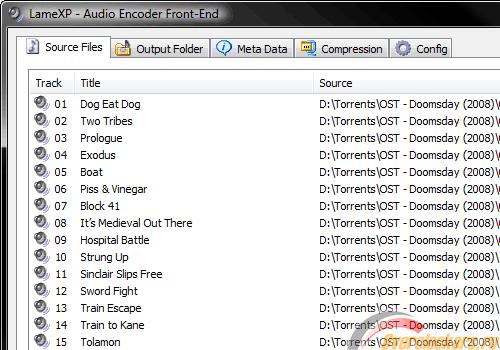 LameXP - Audio Encoder Front-End
Source Files Output Folder Meta Data Compression Config
Track Title Source
01 Dog Eat Dog D:\Torrents\OST - Doomsday (2008)\
02 Two Tribes D:\Torrents\OST - Doomsday (2008)\
03 Prologue D:\Torrents\OST - Doomsday (2008)\
04 Exodus D:\Torrents\OST - Doomsday (2008)\
05 Boat D:\Torrents\OST - Doomsday (2008)\
06 Piss & Vinegar D:\Torrents\OST - Doomsday (2008)\
07 Block 41 D:\Torrents\OST - Doomsday (2008)\
08 It's Medieval Out There D:\Torrents\OST - Doomsday (2008)\
09 Hospital Battle D:\Torrents\OST - Doomsday (2008)\
10 Strung Up D:\Torrents\OST - Doomsday (2008)\
11 Sinclair Slips Free D:\Torrents\OST - Doomsday (2008)\
12 Sword Fight D:\Torrents\OST - Doomsday (2008)\
13 Train Escape D:\Torrents\OST - Doomsday (2008)\
14 Train to Kane D:\Torrents\OST - Doomsday (2008)\
15 Tolamon D:\Torrents\OST - Doomsday (2008)\